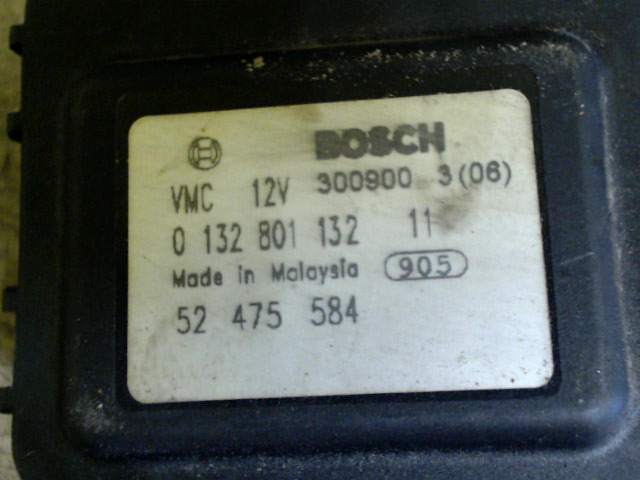 BOSCH
VMC 12V 300900 3(06)
0 132 801 132 11
Made in Malaysia 905
52 475 584